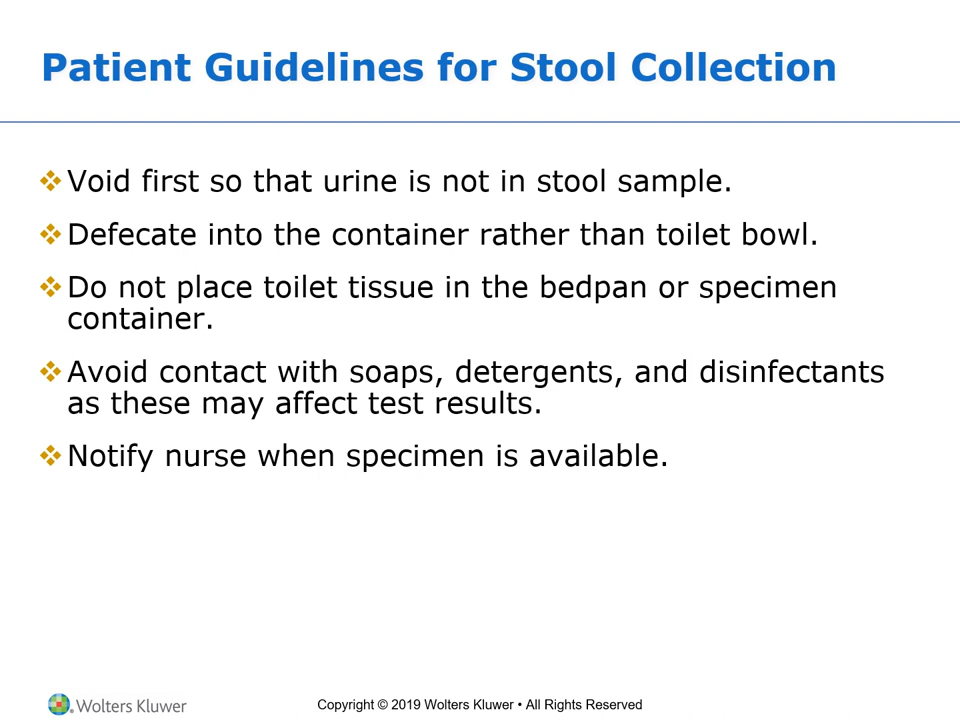 Patient Guidelines for Stool Collection
❖Void first so that urine is not in stool sample.
❖Defecate into the container rather than toilet bowl.
❖Do not place toilet tissue in the bedpan or specimen
container.
❖Avoid contact with soaps, detergents, and disinfectants
as these may affect test results.
❖Notify nurse when specimen is available.
Wolters Kluwer
Copyright © 2019 Wolters Kluwer • All Rights Reserved